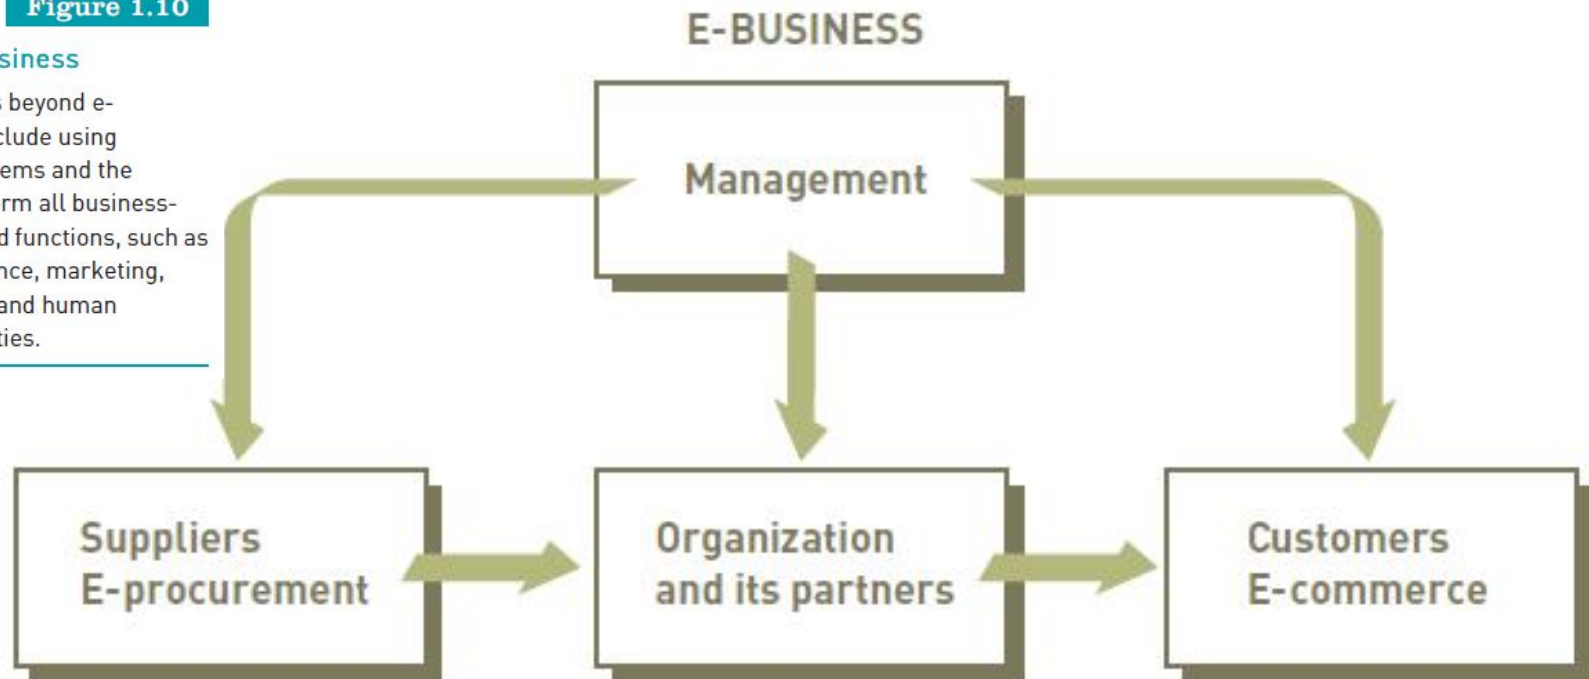 Figure 1.10
siness
s beyond e-
clude using
ems and the
rm all business-
d functions, such as
nce, marketing,
and human
ties.
E-BUSINESS
Management
Suppliers
E-procurement
Organization
and its partners
Customers
E-commerce